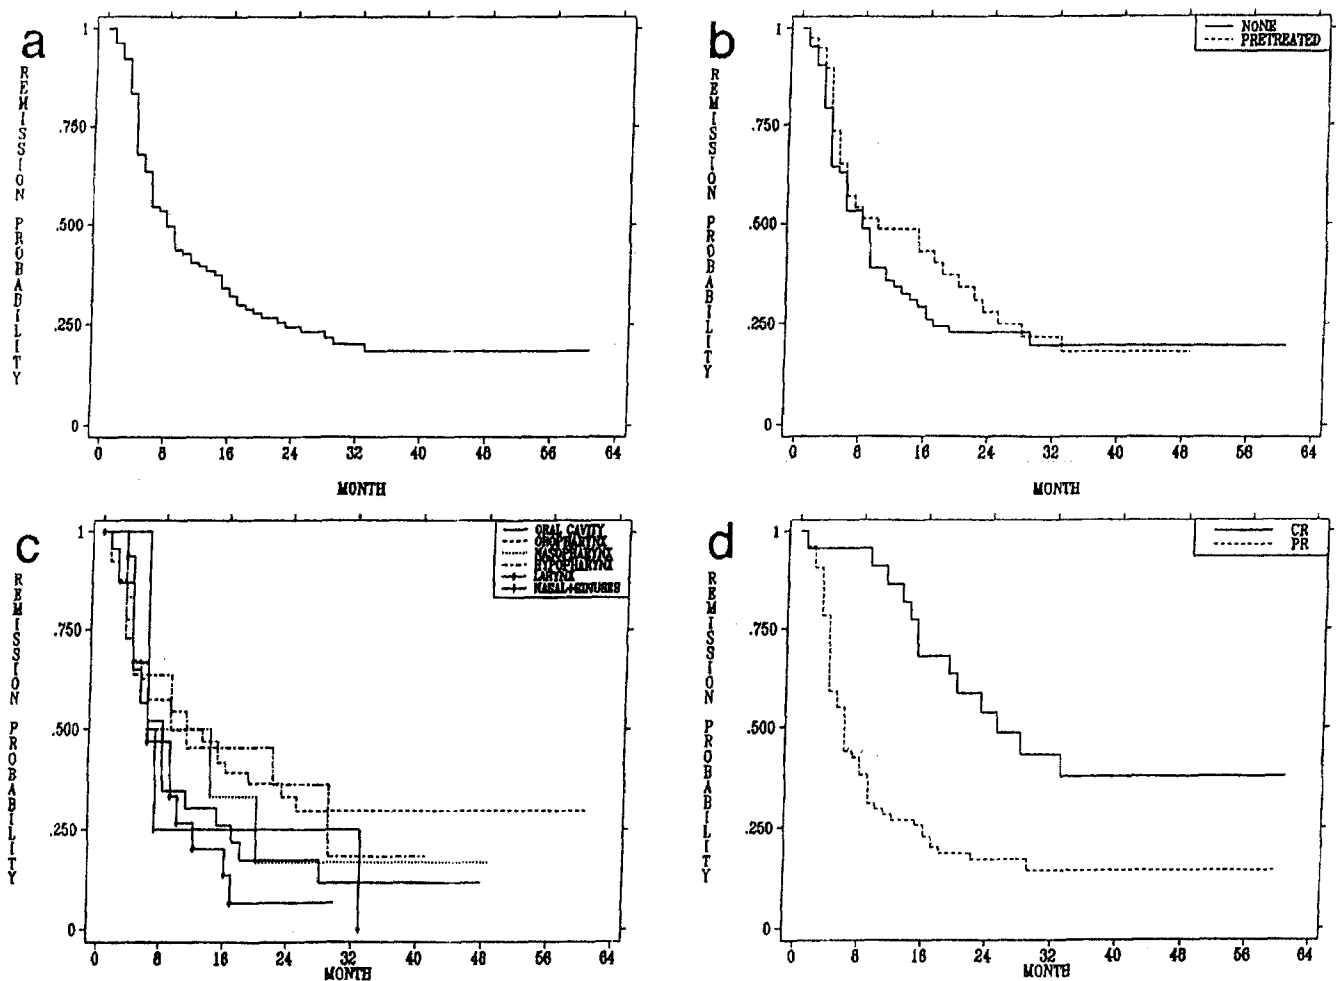 a
REMISSION PROBABILITY
1
.750
.500
.250
0
0 8 16 24 32 40 48 56 64
MONTH
b
NONE
PRETREATED
REMISSION PROBABILITY
1
.750
.500
.250
0
0 8 16 24 32 40 48 56 64
MONTH
c
ORAL CAVITY
OROPHARYNX
NASOPHARYNX
HYPOPHARYNX
LARYNX
NASAL+SINUSES
REMISSION PROBABILITY
1
.750
.500
.250
0
0 8 16 24 32 40 48 56 64
MONTH
d
CR
PR
REMISSION PROBABILITY
1
.750
.500
.250
0
0 8 16 24 32 40 48 56 64
MONTH